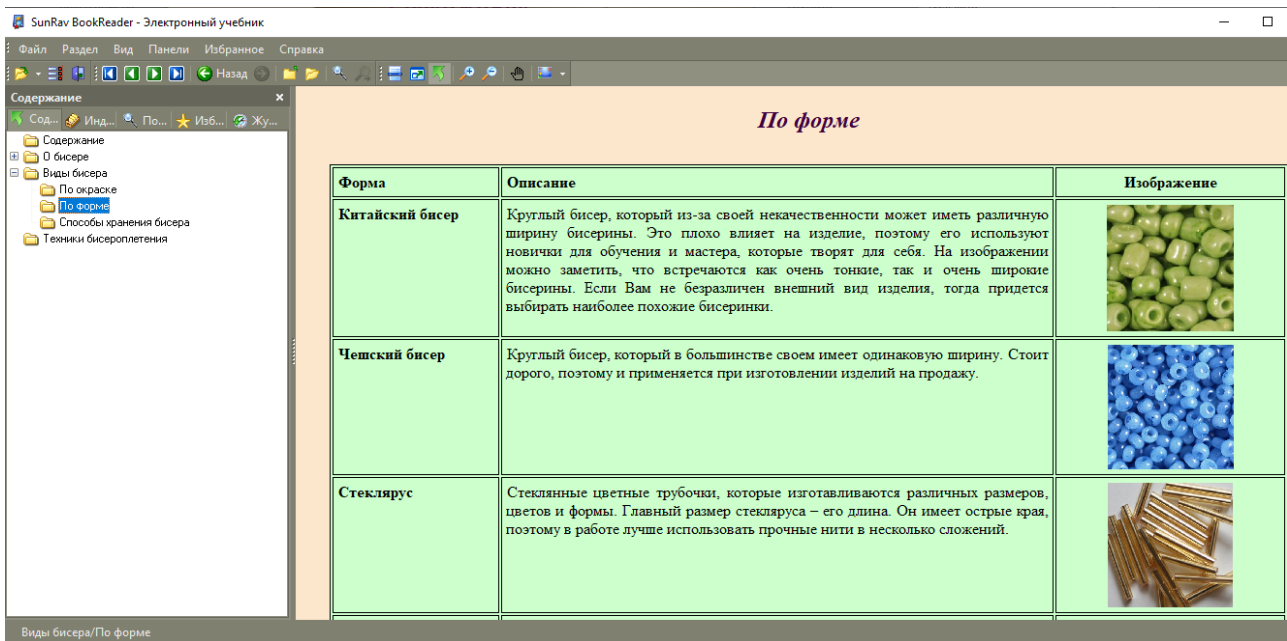 SunRav BookReader - Электронный учебник
Файл Раздел Вид Панели Избранное Справка
Назад
Содержание
Сод... Инд... По... Изб... Жу...
Содержание
О бисере
Виды бисера
По окраске
По форме
Способы хранения бисера
Техники бисероплетения
По форме
Форма Описание Изображение
Китайский бисер
Круглый бисер, который из-за своей некачественности может иметь различную
ширину бисерины. Это плохо влияет на изделие, поэтому его используют
новички для обучения и мастера, которые творят для себя. На изображении
можно заметить, что встречаются как очень тонкие, так и очень широкие
бисерины. Если Вам не безразличен внешний вид изделия, тогда придется
выбирать наиболее похожие бисеринки.
Чешский бисер
Круглый бисер, который в большинстве своем имеет одинаковую ширину. Стоит
дорого, поэтому и применяется при изготовлении изделий на продажу.
Стеклярус
Стеклянные цветные трубочки, которые изготавливаются различных размеров,
цветов и формы. Главный размер стекляруса – его длина. Он имеет острые края,
поэтому в работе лучше использовать прочные нити в несколько сложений.
Виды бисера/По форме